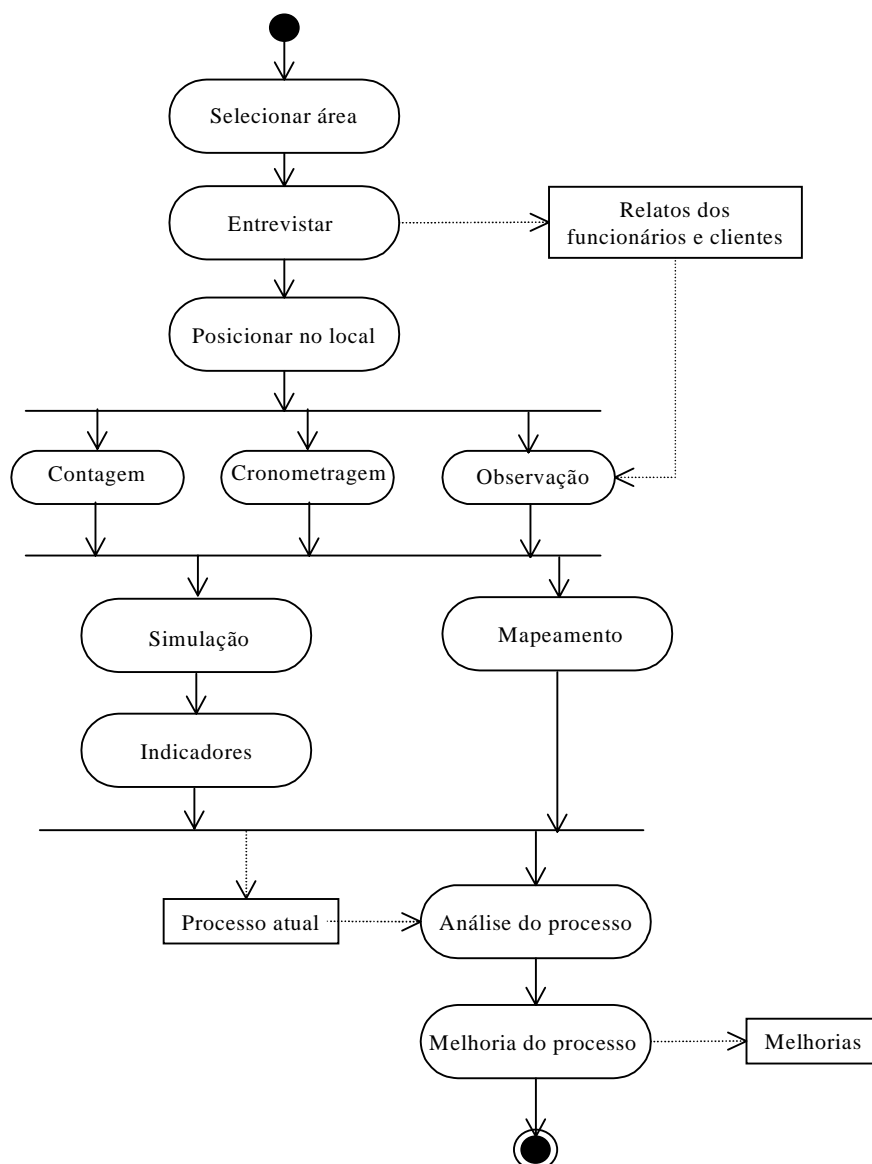 Selecionar área
Entrevistar
Relatos dos
funcionários e clientes
Posicionar no local
Contagem
Cronometragem
Observação
Simulação
Mapeamento
Indicadores
Processo atual
Análise do processo
Melhoria do processo
Melhorias